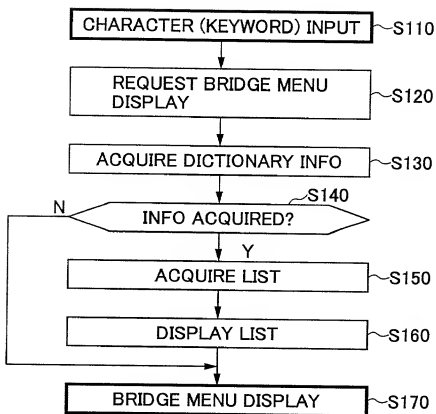 CHARACTER (KEYWORD) INPUT
S110
REQUEST BRIDGE MENU
DISPLAY
S120
ACQUIRE DICTIONARY INFO
S130
S140
N
INFO ACQUIRED?
Y
ACQUIRE LIST
S150
DISPLAY LIST
S160
BRIDGE MENU DISPLAY
S170